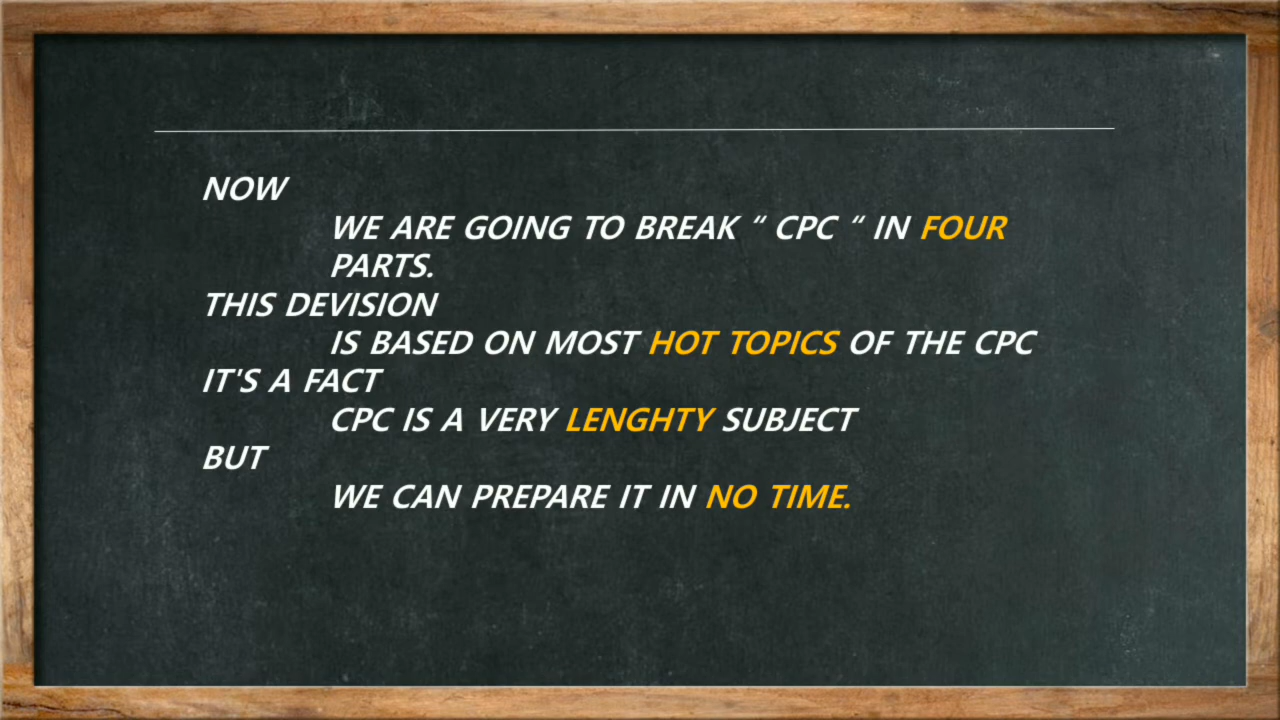 NOW
WE ARE GOING TO BREAK “ CPC “ IN FOUR
PARTS.
THIS DEVISION
IS BASED ON MOST HOT TOPICS OF THE CPC
IT'S A FACT
CPC IS A VERY LENGHTY SUBJECT
BUT
WE CAN PREPARE IT IN NO TIME.